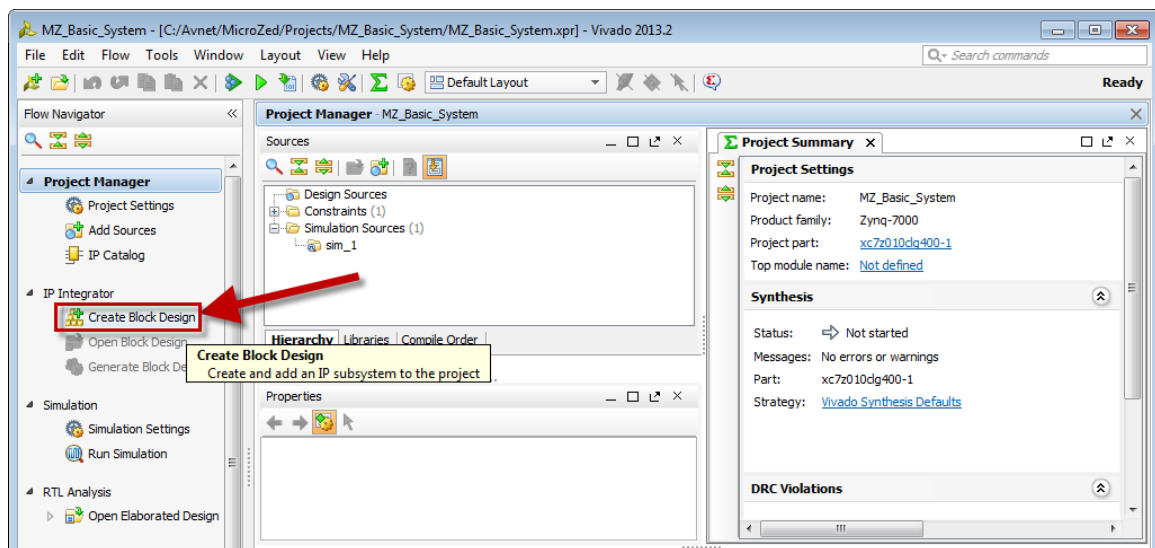 MZ_Basic_System - [C:/Avnet/MicroZed/Projects/MZ_Basic_System/MZ_Basic_System.xpr] - Vivado 2013.2
File Edit Flow Tools Window Layout View Help
Search commands
Default Layout
Ready
Flow Navigator
Project Manager
Project Settings
Add Sources
IP Catalog
IP Integrator
Create Block Design
Open Block Design
Generate Block De
Simulation
Simulation Settings
Run Simulation
RTL Analysis
Open Elaborated Design
Project Manager - MZ_Basic_System
Sources
Design Sources
Constraints (1)
Simulation Sources (1)
sim_1
Hierarchy Libraries Compile Order
Create Block Design
Create and add an IP subsystem to the project
Properties
Project Summary
Project Settings
Project name: MZ_Basic_System
Product family: Zynq-7000
Project part: xc7z010clg400-1
Top module name: Not defined
Synthesis
Status: Not started
Messages: No errors or warnings
Part: xc7z010clg400-1
Strategy: Vivado Synthesis Defaults
DRC Violations